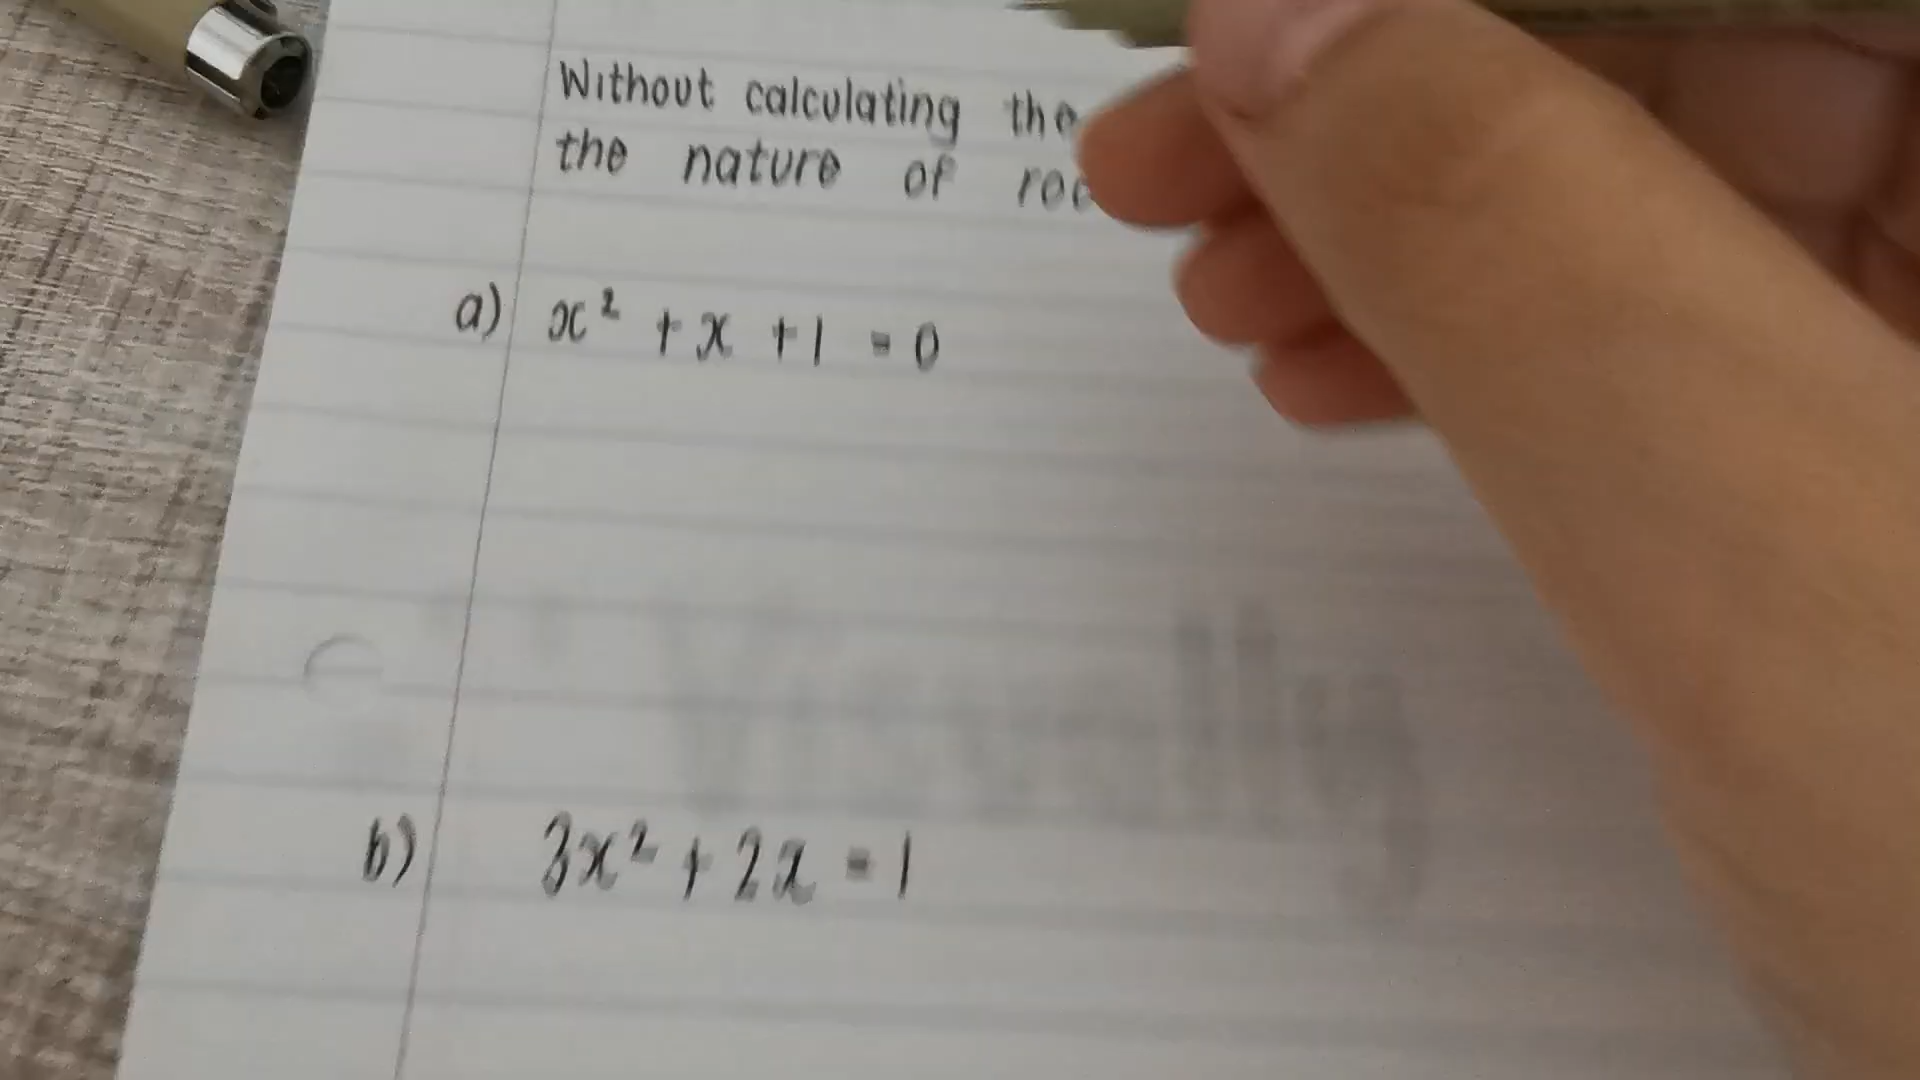 Without calculating the
the nature of
a) x² + x + 1 = 0
b) 3x² + 2x = 1